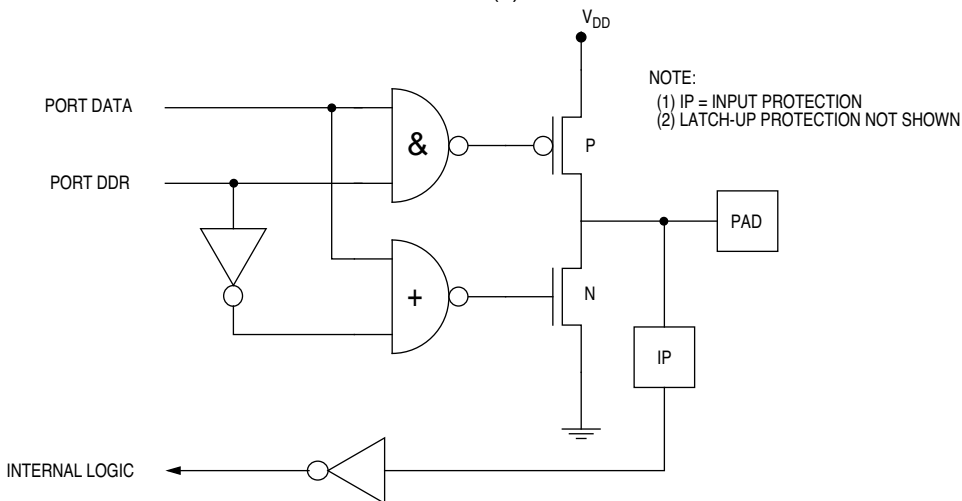 V_DD
NOTE:
(1) IP = INPUT PROTECTION
(2) LATCH-UP PROTECTION NOT SHOWN
PORT DATA
&
P
PORT DDR
PAD
+
N
IP
INTERNAL LOGIC